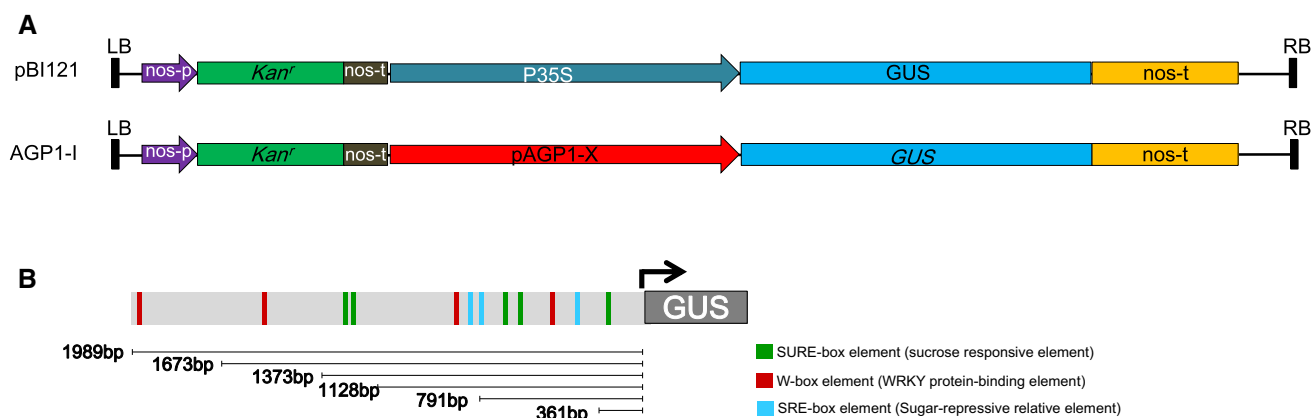 A
LB RB
pBI121 nos-p Kanʳ nos-t P35S GUS nos-t
LB RB
AGP1-I nos-p Kanʳ nos-t pAGP1-X GUS nos-t
B
GUS
1989bp
1673bp
1373bp
1128bp
791bp
361bp
SURE-box element (sucrose responsive element)
W-box element (WRKY protein-binding element)
SRE-box element (Sugar-repressive relative element)